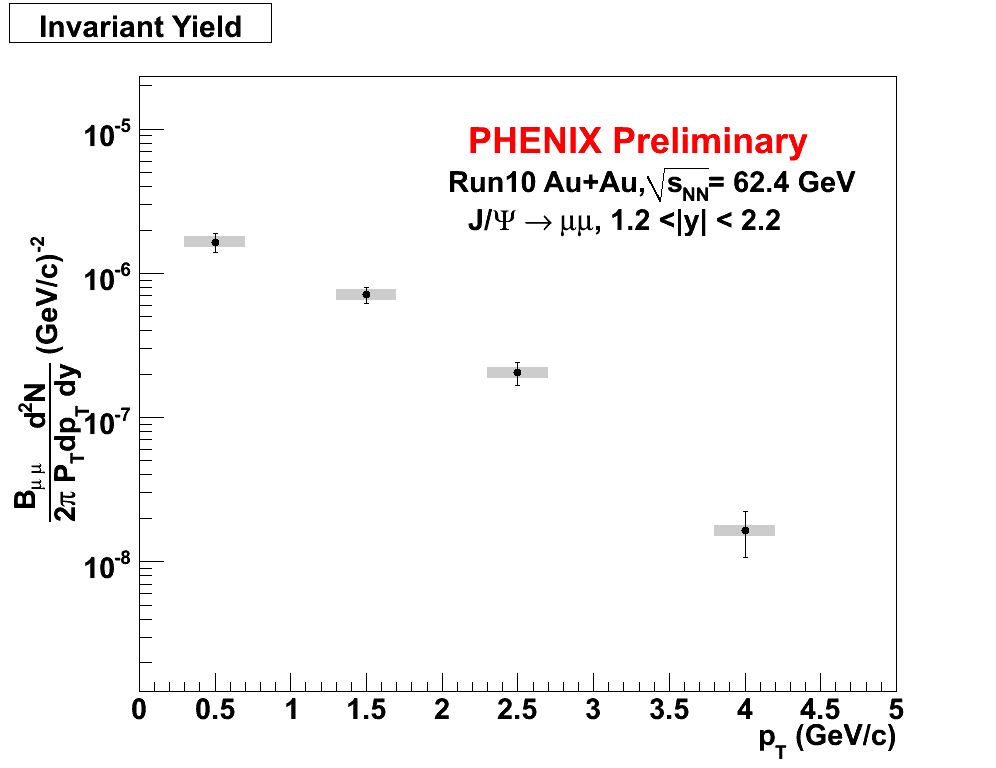 Invariant Yield
PHENIX Preliminary
Run10 Au+Au,√s_NN= 62.4 GeV
J/Ψ → μμ, 1.2 <|y| < 2.2
B_μμ d²N
2π P_T dp_T dy
(GeV/c)⁻²
10⁻⁵
10⁻⁶
10⁻⁷
10⁻⁸
0 0.5 1 1.5 2 2.5 3 3.5 4 4.5 5
p_T (GeV/c)